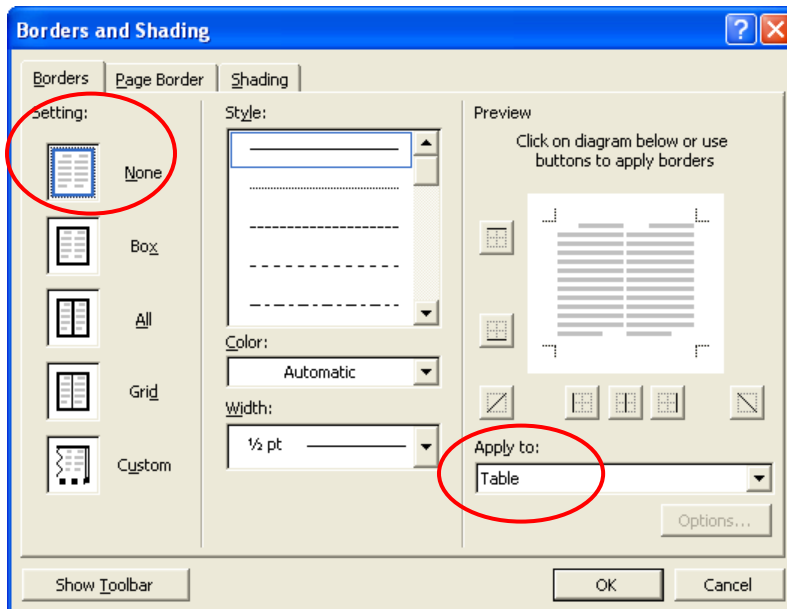 Borders and Shading
Borders
Page Border
Shading
Setting:
None
Box
All
Grid
Custom
Style:
Color:
Automatic
Width:
½ pt
Preview
Click on diagram below or use
buttons to apply borders
Apply to:
Table
Options...
Show Toolbar
OK
Cancel